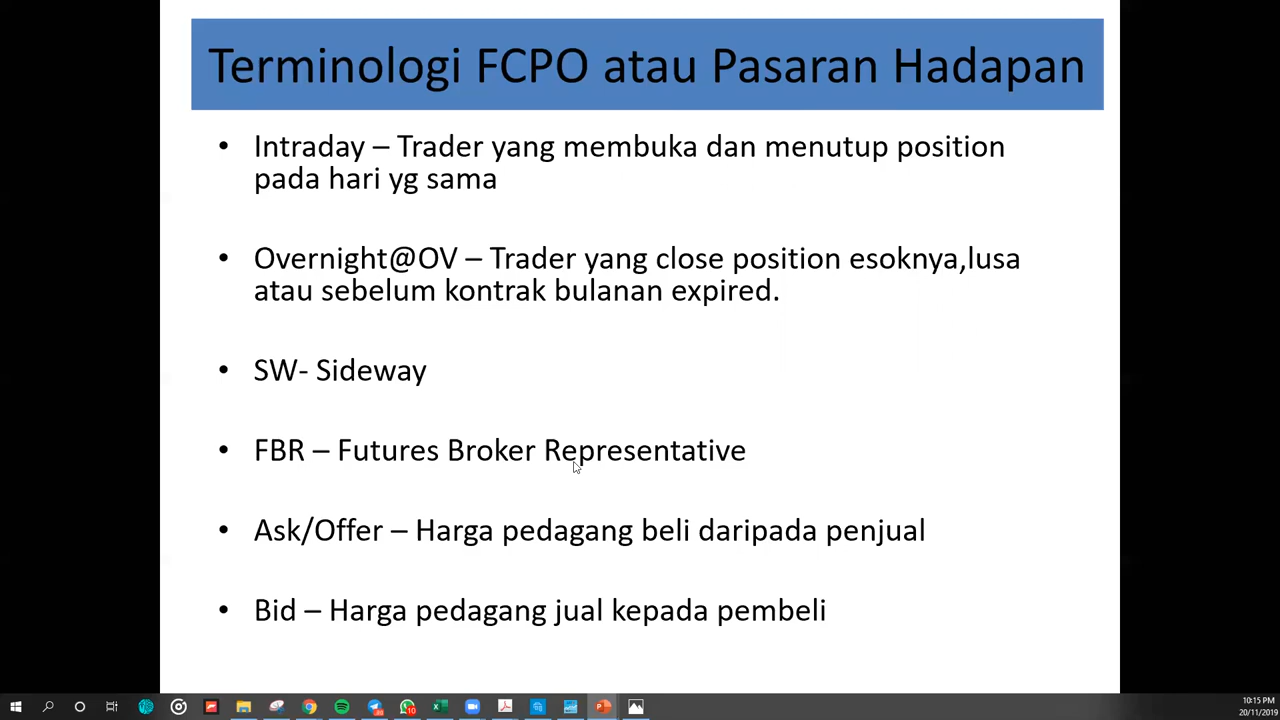 Terminologi FCPO atau Pasaran Hadapan
• Intraday – Trader yang membuka dan menutup position
pada hari yg sama
• Overnight@OV – Trader yang close position esoknya,lusa
atau sebelum kontrak bulanan expired.
• SW- Sideway
• FBR – Futures Broker Representative
• Ask/Offer – Harga pedagang beli daripada penjual
• Bid – Harga pedagang jual kepada pembeli
10:15 PM
20/11/2019